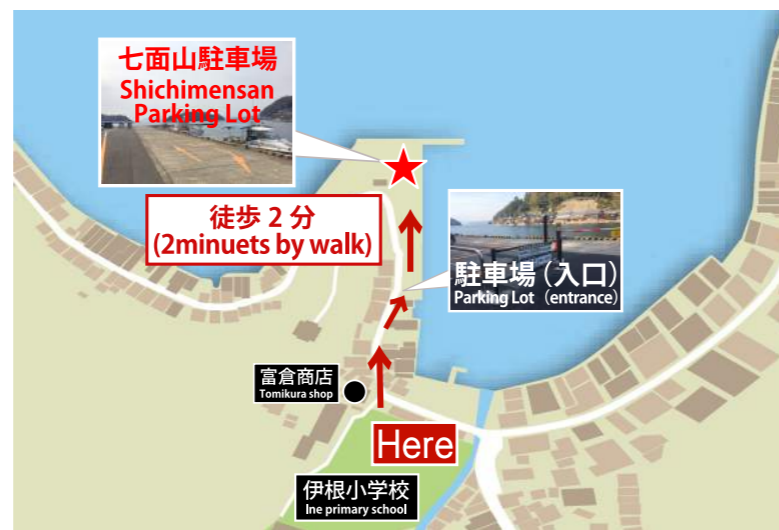 七面山駐車場
Shichimensan
Parking Lot
徒歩 2 分
(2minuets by walk)
駐車場（入口）
Parking Lot（entrance）
富倉商店
Tomikura shop
Here
伊根小学校
Ine primary school